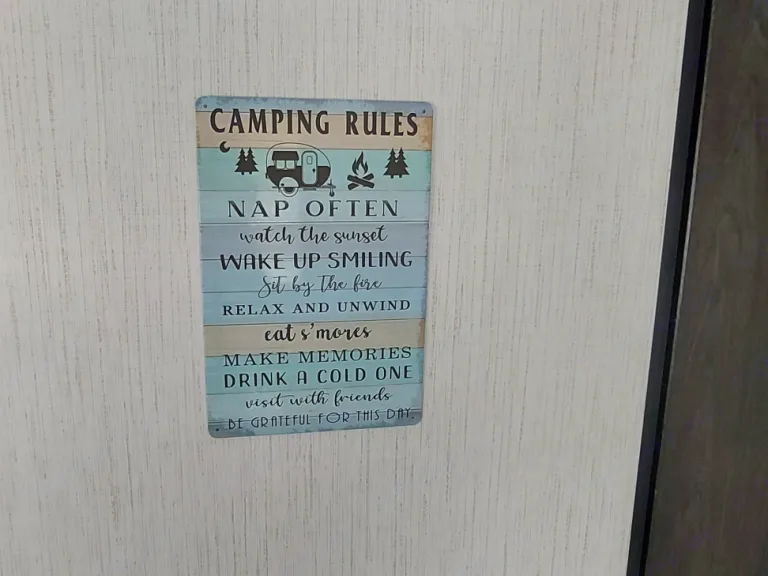 CAMPING RULES
NAP OFTEN
watch the sunset
WAKE UP SMILING
Sit by the fire
RELAX AND UNWIND
eat s'mores
MAKE MEMORIES
DRINK A COLD ONE
visit with friends
BE GRATEFUL FOR THIS DAY.